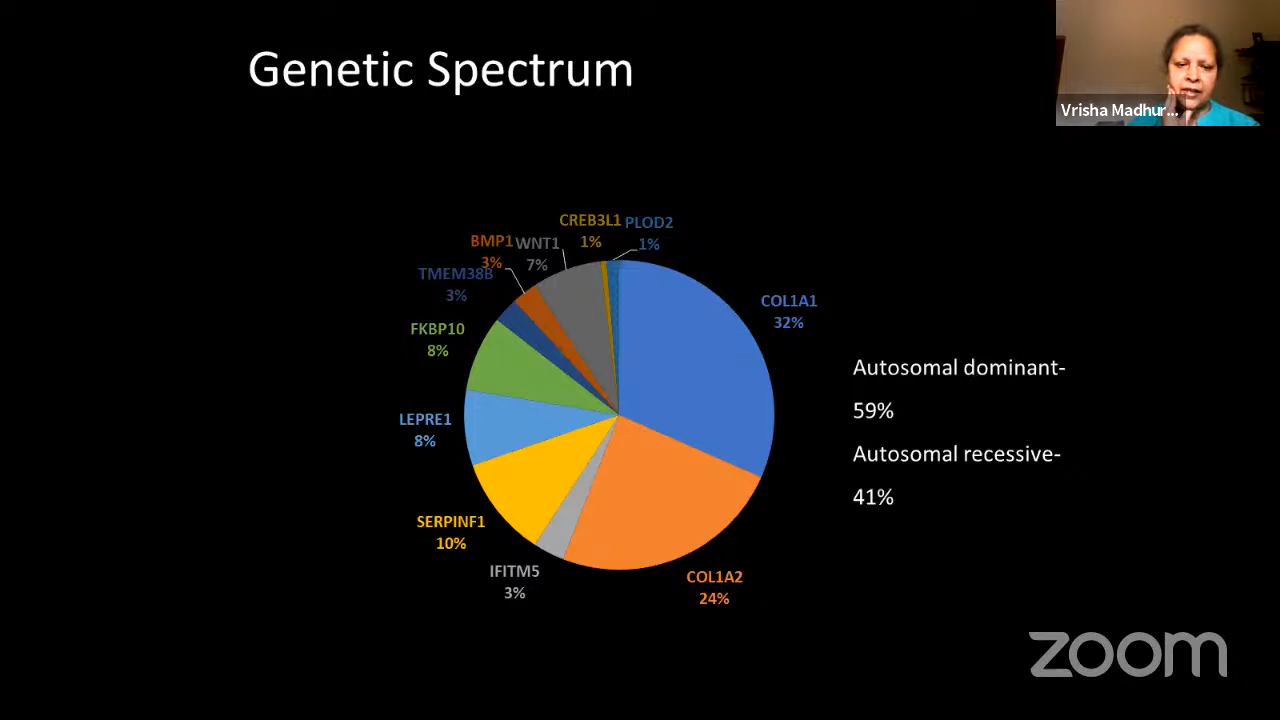 Genetic Spectrum
Vrisha Madhur...
CREB3L1
1%
PLOD2
1%
BMP1
3%
WNT1
7%
TMEM38B
3%
COL1A1
32%
FKBP10
8%
Autosomal dominant-
59%
LEPRE1
8%
Autosomal recessive-
41%
SERPINF1
10%
IFITM5
3%
COL1A2
24%
zoom